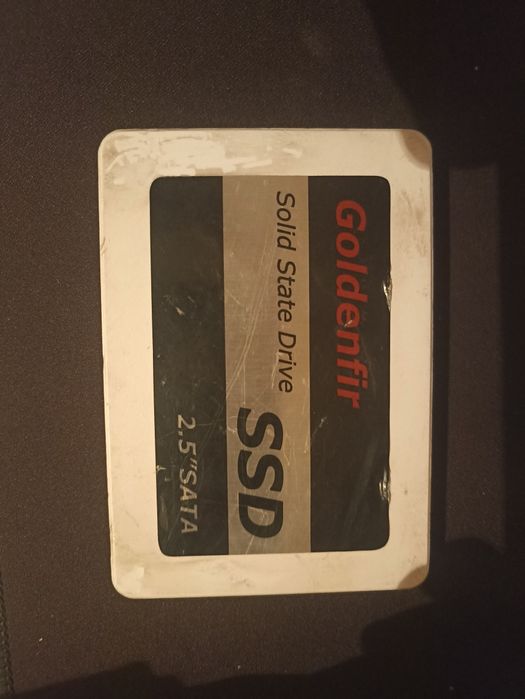 Goldenfir
Solid State Drive
SSD
2.5"SATA